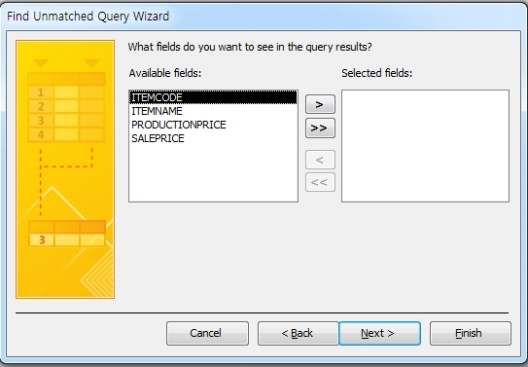 Find Unmatched Query Wizard
What fields do you want to see in the query results?
Available fields:
Selected fields:
ITEMCODE
ITEMNAME
PRODUCTIONPRICE
SALEPRICE
>
>>
<
<<
1
2
3
4
3
Cancel
< Back
Next >
Finish